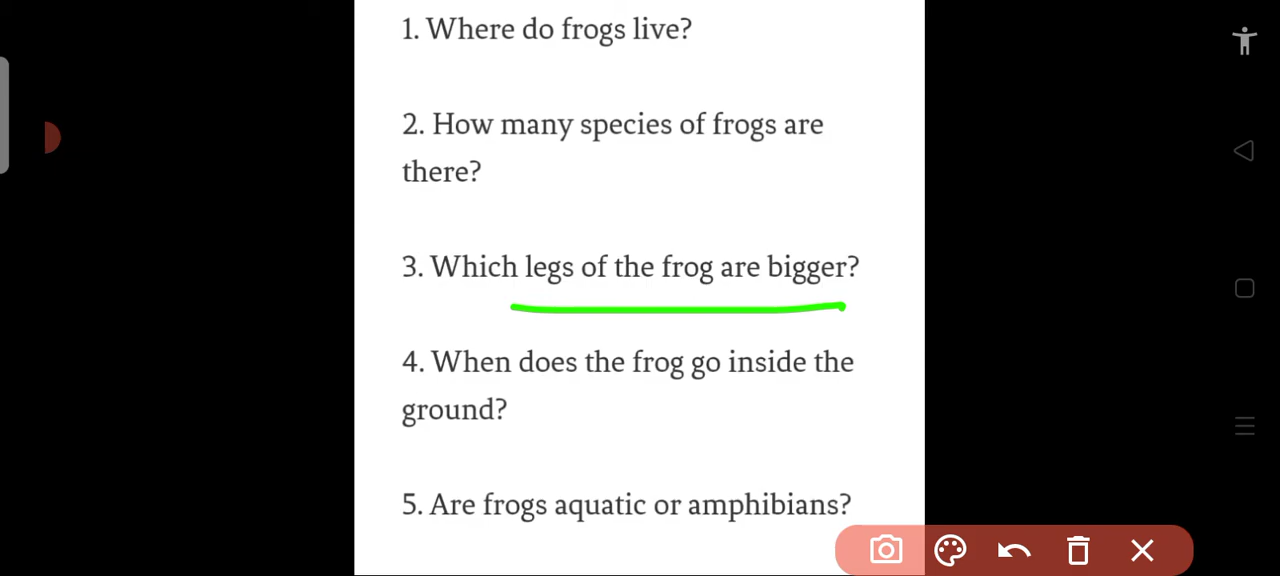 1. Where do frogs live?
2. How many species of frogs are
there?
3. Which legs of the frog are bigger?
4. When does the frog go inside the
ground?
5. Are frogs aquatic or amphibians?